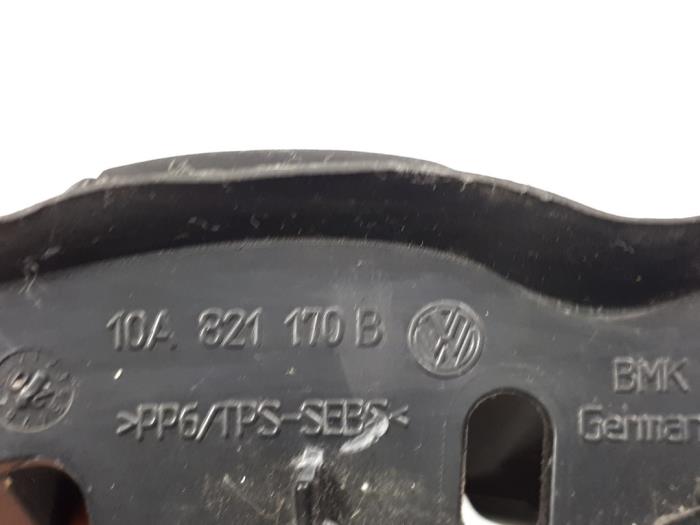 10A 821 170 B
>PP6/TPS-SEBS<
BMK
German